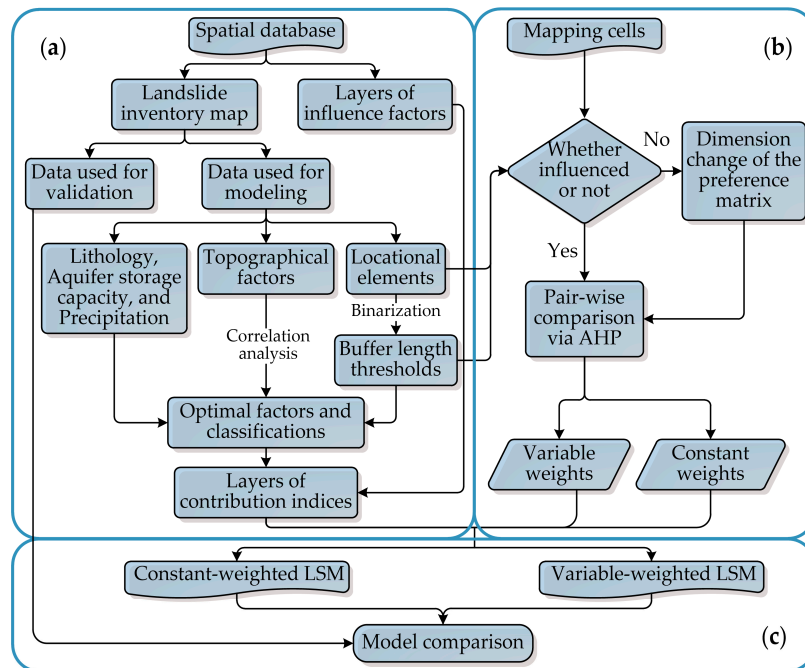 (a)
Spatial database
Landslide
inventory map
Layers of
influence factors
Data used for
validation
Data used for
modeling
Lithology,
Aquifer storage
capacity, and
Precipitation
Topographical
factors
Locational
elements
Binarization
Correlation
analysis
Buffer length
thresholds
Optimal factors and
classifications
Layers of
contribution indices
(b)
Mapping cells
Whether
influenced
or not
No
Dimension
change of the
preference
matrix
Yes
Pair-wise
comparison
via AHP
Variable
weights
Constant
weights
Constant-weighted LSM
Variable-weighted LSM
(c)
Model comparison